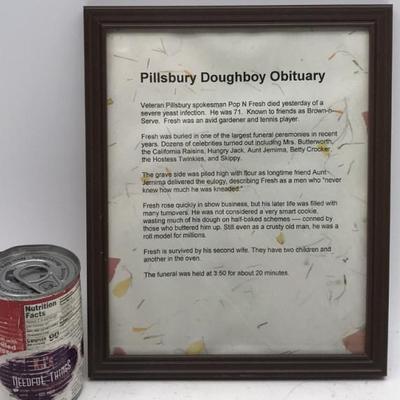 Pillsbury Doughboy Obituary
Veteran Pillsbury spokesman Pop N Fresh died yesterday of a
severe yeast infection. He was 71. Known to friends as Brown-n-
Serve. Fresh was an avid gardener and tennis player.
Fresh was buried in one of the largest funeral ceremonies in recent
years. Dozens of celebrities turned out including Mrs. Butterworth,
the California Raisins, Hungry Jack, Aunt Jemima, Betty Crocker,
the Hostess Twinkies, and Skippy.
The grave side was piled high with flour as longtime friend Aunt
Jemima delivered the eulogy, describing Fresh as a men who "never
knew how much he was kneaded."
Fresh rose quickly in show business, but his later life was filled with
many turnovers. He was not considered a very smart cookie,
wasting much of his dough on half-baked schemes ---- conned by
those who buttered him up. Still even as a crusty old man, he was a
roll model for millions.
Fresh is survived by his second wife. They have two children and
another in the oven.
The funeral was held at 3:50 for about 20 minutes.
Nutrition
Facts
90
NEEDFUL THINGS